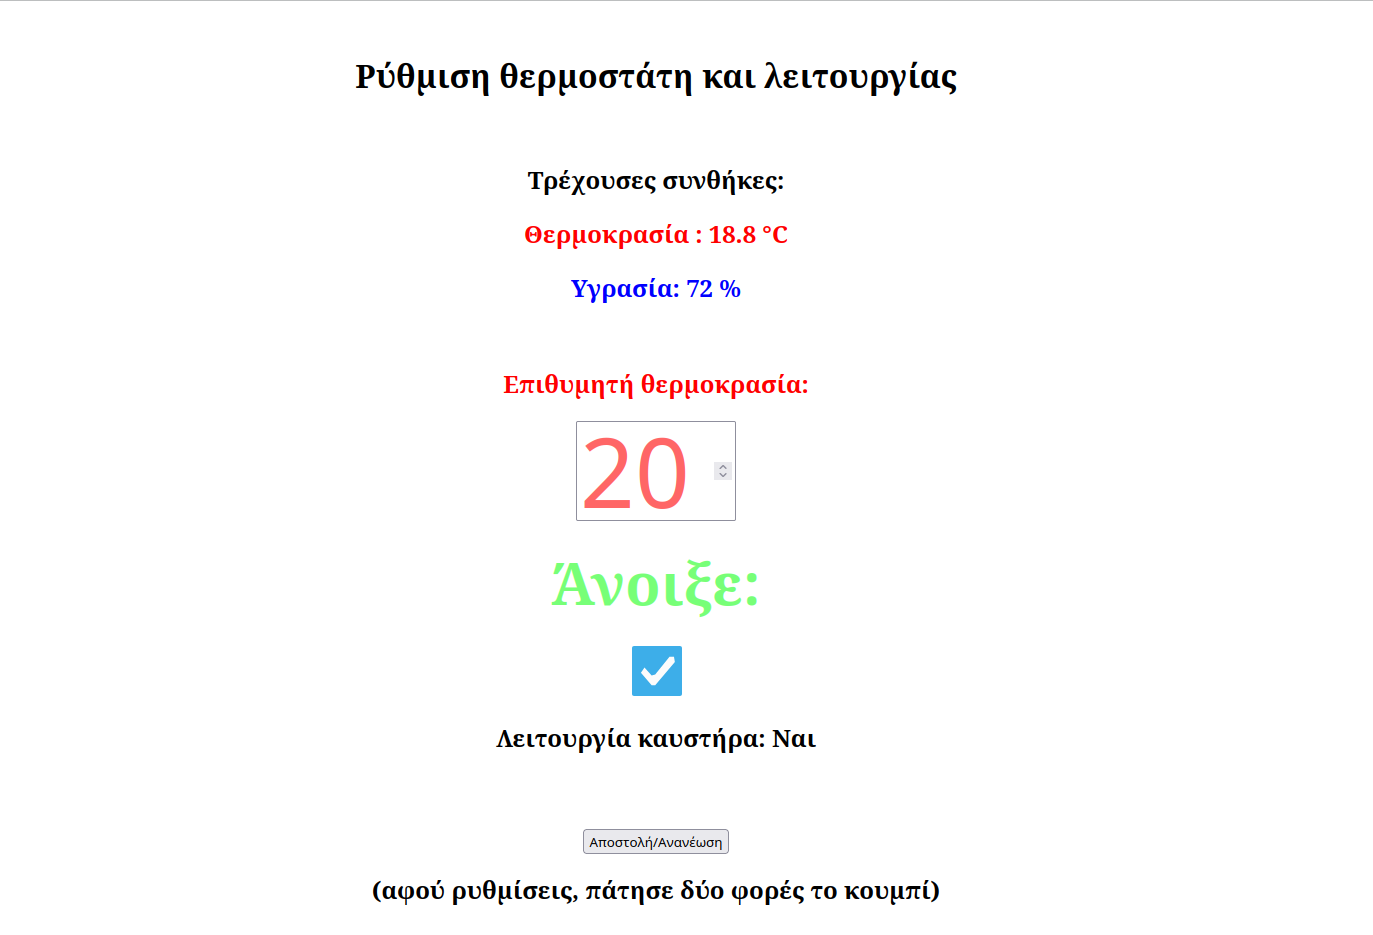 Ρύθμιση θερμοστάτη και λειτουργίας
Τρέχουσες συνθήκες:
Θερμοκρασία : 18.8 °C
Υγρασία: 72 %
Επιθυμητή θερμοκρασία:
20
Άνοιξε:
Λειτουργία καυστήρα: Ναι
Αποστολή/Ανανέωση
(αφού ρυθμίσεις, πάτησε δύο φορές το κουμπί)